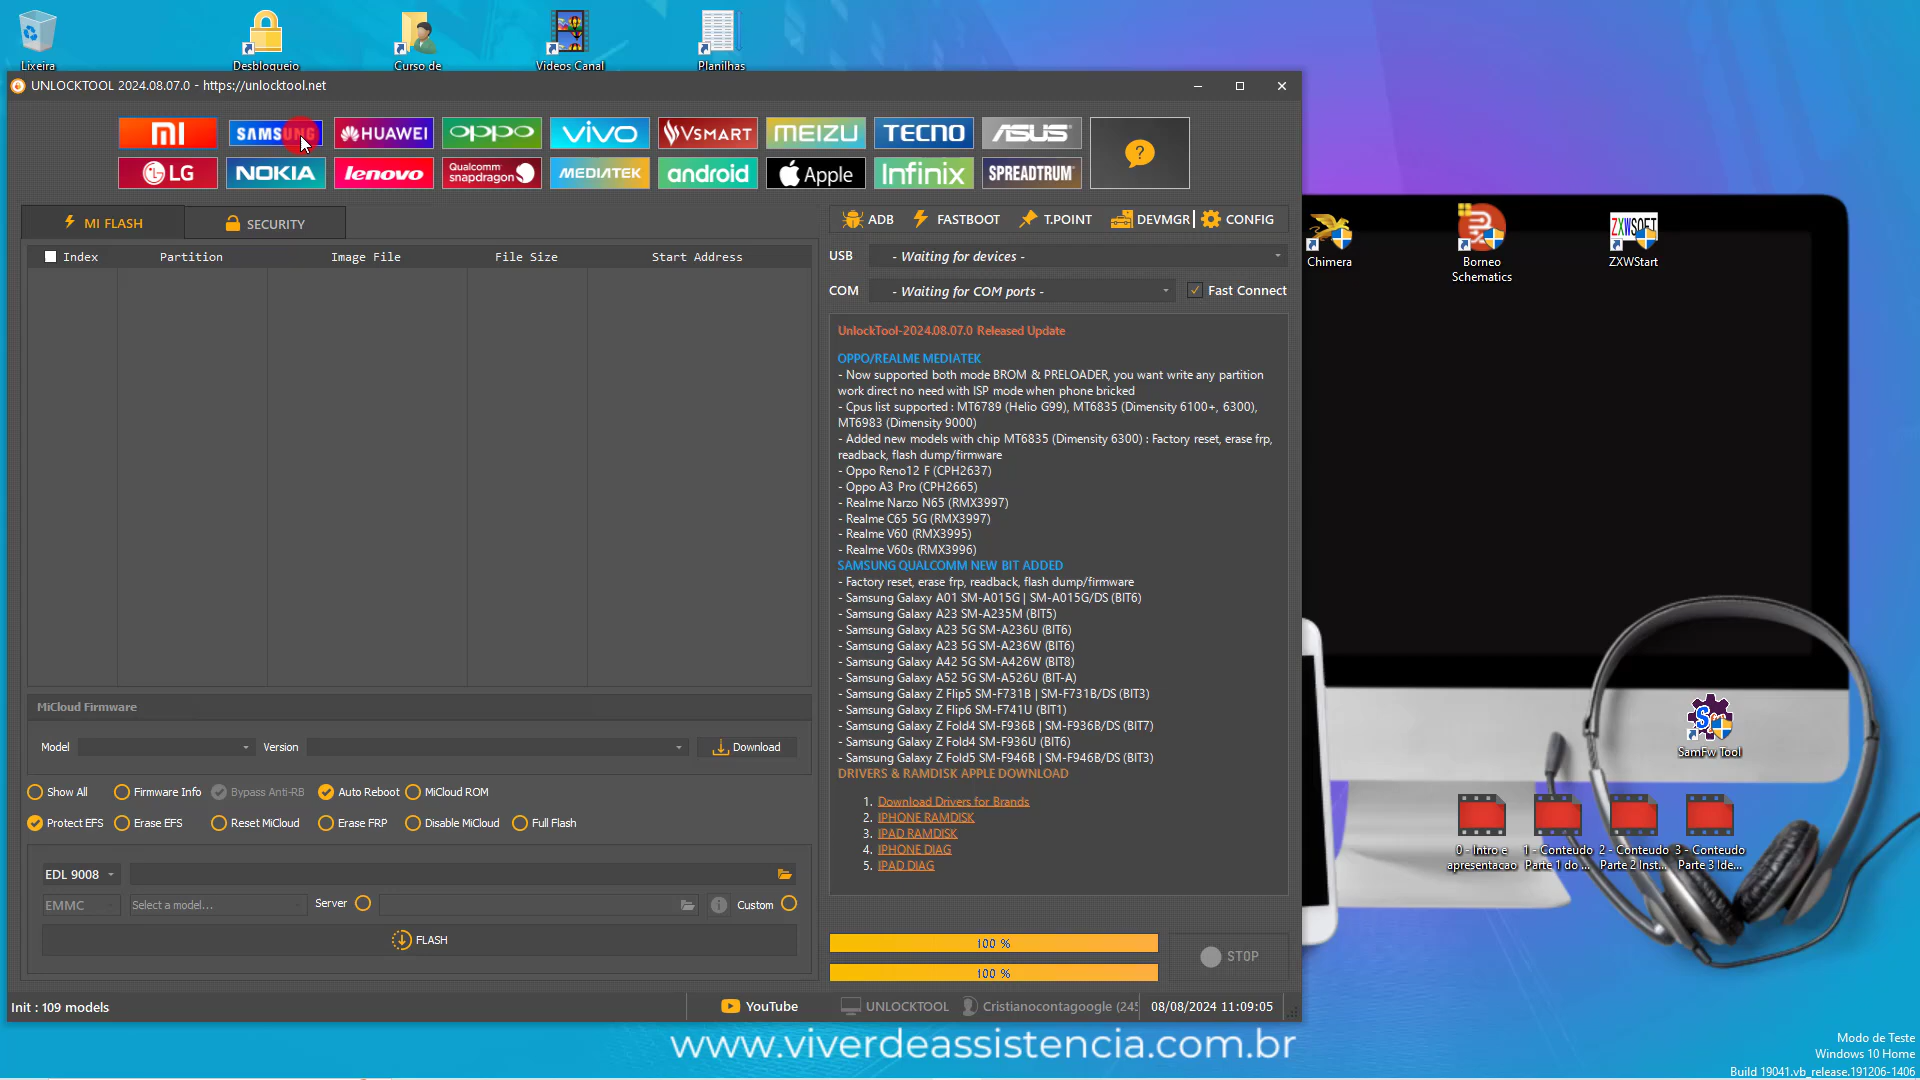 Lixeira
Desbloqueio
Curso de
Videos Canal
Planilhas
UNLOCKTOOL 2024.08.07.0 - https://unlocktool.net
MI
SAMSUNG
HUAWEI
oppo
vivo
VSMART
MEIZU
TECNO
ASUS
?
LG
NOKIA
lenovo
Qualcomm
snapdragon
MEDIATEK
android
Apple
Infinix
SPREADTRUM
MI FLASH
SECURITY
ADB
FASTBOOT
T.POINT
DEVMGR
CONFIG
Index
Partition
Image File
File Size
Start Address
USB
- Waiting for devices -
COM
- Waiting for COM ports -
Fast Connect
UnlockTool-2024.08.07.0 Released Update
OPPO/REALME MEDIATEK
- Now supported both mode BROM & PRELOADER, you want write any partition
work direct no need with ISP mode when phone bricked
- Cpus list supported : MT6789 (Helio G99), MT6835 (Dimensity 6100+, 6300),
MT6983 (Dimensity 9000)
- Added new models with chip MT6835 (Dimensity 6300) : Factory reset, erase frp,
readback, flash dump/firmware
- Oppo Reno12 F (CPH2637)
- Oppo A3 Pro (CPH2665)
- Realme Narzo N65 (RMX3997)
- Realme C65 5G (RMX3997)
- Realme V60 (RMX3995)
- Realme V60s (RMX3996)
SAMSUNG QUALCOMM NEW BIT ADDED
- Factory reset, erase frp, readback, flash dump/firmware
- Samsung Galaxy A01 SM-A015G | SM-A015G/DS (BIT6)
- Samsung Galaxy A23 SM-A235M (BIT5)
- Samsung Galaxy A23 5G SM-A236U (BIT6)
- Samsung Galaxy A23 5G SM-A236W (BIT6)
- Samsung Galaxy A42 5G SM-A426W (BIT8)
- Samsung Galaxy A52 5G SM-A526U (BIT-A)
- Samsung Galaxy Z Flip5 SM-F731B | SM-F731B/DS (BIT3)
- Samsung Galaxy Z Flip6 SM-F741U (BIT1)
- Samsung Galaxy Z Fold4 SM-F936B | SM-F936B/DS (BIT7)
- Samsung Galaxy Z Fold4 SM-F936U (BIT6)
- Samsung Galaxy Z Fold5 SM-F946B | SM-F946B/DS (BIT3)
DRIVERS & RAMDISK APPLE DOWNLOAD
1. Download Drivers for Brands
2. IPHONE RAMDISK
3. IPAD RAMDISK
4. IPHONE DIAG
5. IPAD DIAG
MiCloud Firmware
Model
Version
Download
Show All
Firmware Info
Bypass Anti-RB
Auto Reboot
MiCloud ROM
Protect EFS
Erase EFS
Reset MiCloud
Erase FRP
Disable MiCloud
Full Flash
EDL 9008
EMMC
Select a model...
Server
Custom
FLASH
100 %
100 %
STOP
Init : 109 models
YouTube
UNLOCKTOOL
Cristianocontagoogle (245
08/08/2024 11:09:05
Chimera
Borneo
Schematics
ZXWSOFT
ZXWStart
Sm
SamFw Tool
0 - Intro e
apresentacao
1 - Conteudo
Parte 1 do ...
2 - Conteudo
Parte 2 Inst...
3 - Conteudo
Parte 3 Ide...
www.viverdeassistencia.com.br
Modo de Teste
Windows 10 Home
Build 19041.vb_release.191206-1406